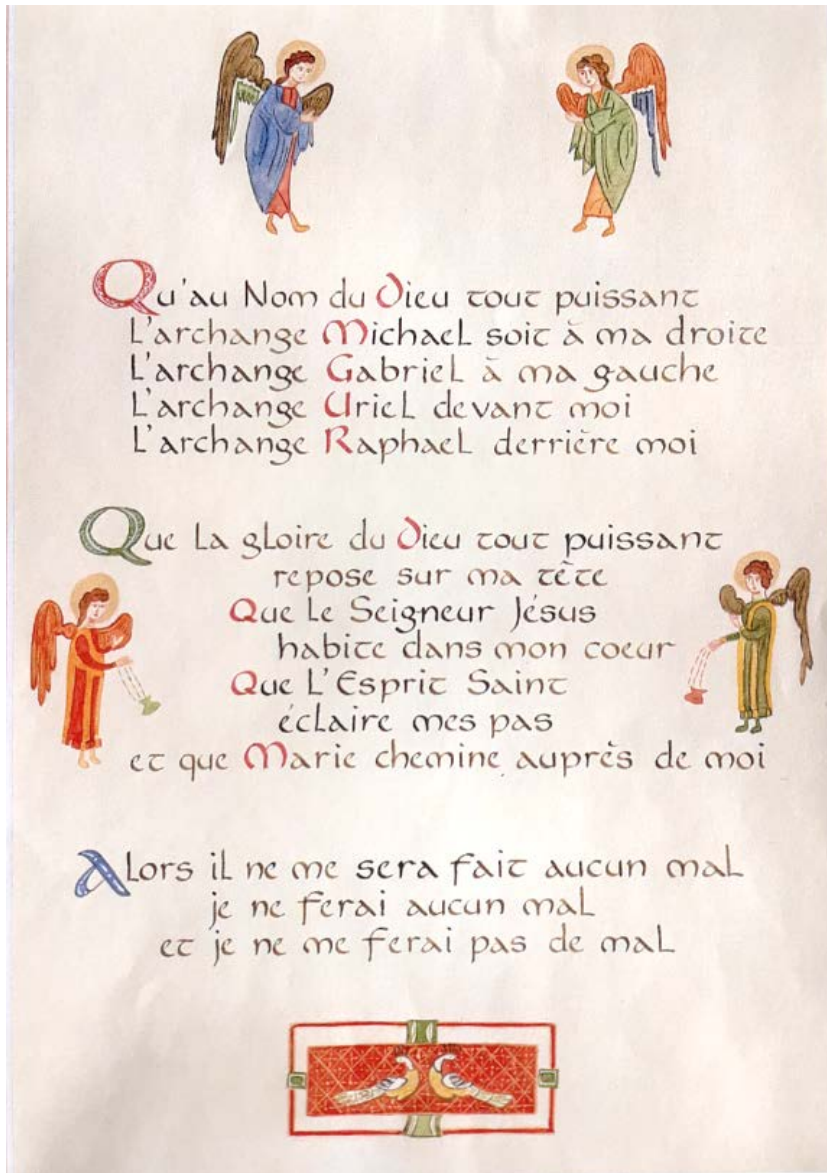 Qu'au Nom du Dieu tout puissant
L'archange Michael soit à ma droite
L'archange Gabriel à ma gauche
L'archange Uriel devant moi
L'archange Raphael derrière moi
Que la gloire du Dieu tout puissant
repose sur ma tête
Que le Seigneur Jésus
habite dans mon coeur
Que L'Esprit Saint
éclaire mes pas
et que Marie chemine auprès de moi
Alors il ne me sera fait aucun mal
je ne ferai aucun mal
et je ne me ferai pas de mal